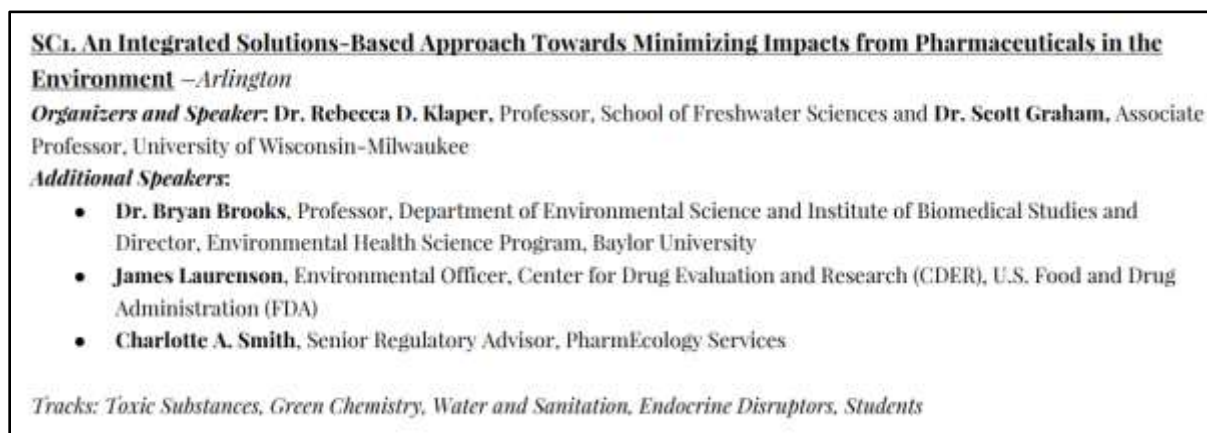 SC1. An Integrated Solutions-Based Approach Towards Minimizing Impacts from Pharmaceuticals in the
Environment –Arlington
Organizers and Speaker: Dr. Rebecca D. Klaper, Professor, School of Freshwater Sciences and Dr. Scott Graham, Associate
Professor, University of Wisconsin-Milwaukee
Additional Speakers:
● Dr. Bryan Brooks, Professor, Department of Environmental Science and Institute of Biomedical Studies and
Director, Environmental Health Science Program, Baylor University
● James Laurenson, Environmental Officer, Center for Drug Evaluation and Research (CDER), U.S. Food and Drug
Administration (FDA)
● Charlotte A. Smith, Senior Regulatory Advisor, PharmEcology Services
Tracks: Toxic Substances, Green Chemistry, Water and Sanitation, Endocrine Disruptors, Students